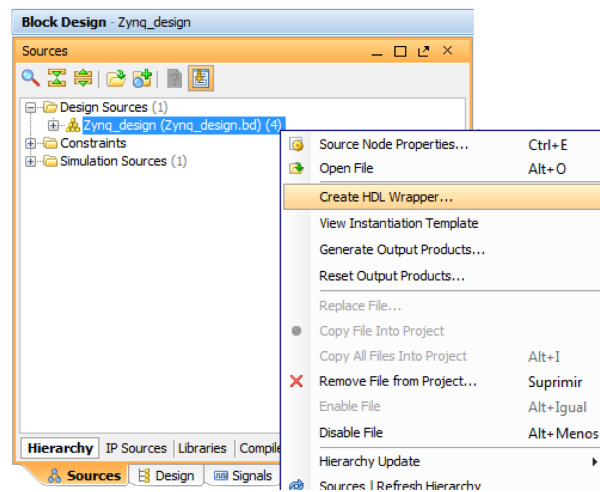 Block Design - Zynq_design
Sources
Design Sources (1)
Zynq_design (Zynq_design.bd) (4)
Constraints
Simulation Sources (1)
Source Node Properties... Ctrl+E
Open File Alt+O
Create HDL Wrapper...
View Instantiation Template
Generate Output Products...
Reset Output Products...
Replace File...
Copy File Into Project
Copy All Files Into Project Alt+I
Remove File from Project... Suprimir
Enable File Alt+Igual
Disable File Alt+Menos
Hierarchy Update
Sources | Refresh Hierarchy
Hierarchy IP Sources Libraries Compile
Sources Design Signals